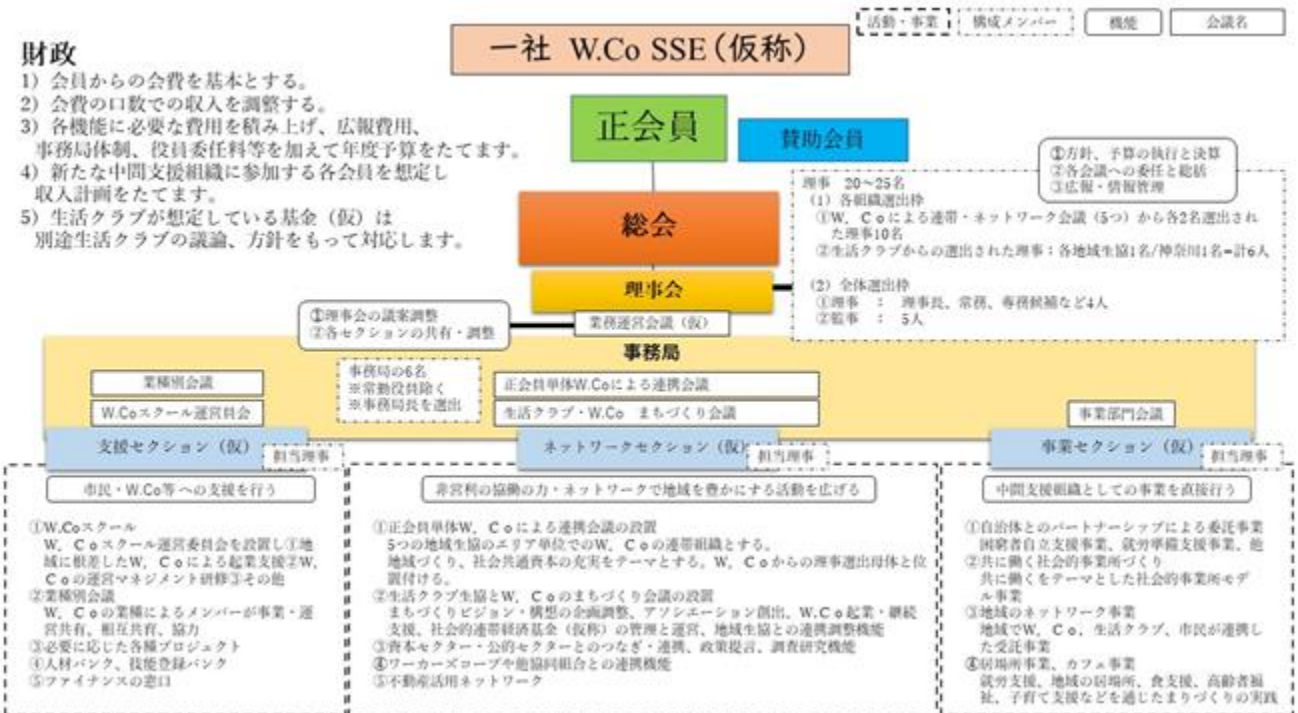 活動・事業
構成メンバー
機能
会議名
一社 W.Co SSE(仮称)
財政
1）会員からの会費を基本とする。
2）会費の口数での収入を調整する。
3）各機能に必要な費用を積み上げ、広報費用、
事務局体制、役員委任料等を加えて年度予算をたてます。
4）新たな中間支援組織に参加する各会員を想定し
収入計画をたてます。
5）生活クラブが想定している基金（仮）は
別途生活クラブの議論、方針をもって対応します。
正会員
賛助会員
①方針、予算の執行と決算
②各会議への委任と総括
③広報・情報管理
総会
理事会
業務運営会議（仮）
理事 20～25名
（1）各組織選出枠
①W、Coによる連帯・ネットワーク会議（5つ）から各2名選出され
た理事10名
②生活クラブからの選出された理事：各地域生協1名/神奈川1名=計6人
（2）全体選出枠
①理事 ： 理事長、常務、専務候補など4人
②監事 ： 5人
①理事会の議案調整
②各セクションの共有・調整
事務局
業種別会議
W.Coスクール運営員会
事務局の6名
※常勤役員除く
※事務局長を選出
正会員単体W.Coによる連携会議
生活クラブ・W.Co まちづくり会議
事業部門会議
支援セクション（仮）
担当理事
ネットワークセクション（仮）
担当理事
事業セクション（仮）
担当理事
市民・W.Co等への支援を行う
①W.Coスクール
W、Coスクール運営委員会を設置し①地
域に根差したW、Coによる起業支援②W、
Coの運営マネジメント研修③その他
②業種別会議
W、Coの業種によるメンバーが事業・運
営共有、相互共有、協力
③必要に応じた各種プロジェクト
④人材バンク、技能登録バンク
⑤ファイナンスの窓口
非営利の協働の力・ネットワークで地域を豊かにする活動を広げる
①正会員単体W、Coによる連携会議の設置
5つの地域生協のエリア単位でのW、Coの連帯組織とする。
地域づくり、社会共通資本の充実をテーマとする。W、Coからの理事選出母体と位
置付ける。
②生活クラブ生協とW、Coのまちづくり会議の設置
まちづくりビジョン・構想の企画調整、アソシエーション創出、W.Co起業・継続
支援、社会的連帯経済基金（仮称）の管理と運営、地域生協との連携調整機能
③資本セクター・公的セクターとのつなぎ・連携、政策提言、調査研究機能
④ワーカーズコープや他協同組合との連携機能
⑤不動産活用ネットワーク
中間支援組織としての事業を直接行う
①自治体とのパートナーシップによる委託事業
困窮者自立支援事業、就労準備支援事業、他
②共に働く社会的事業所づくり
共に働くをテーマとした社会的事業所モデ
ル事業
③地域のネットワーク事業
地域でW、Co、生活クラブ、市民が連携し
た受託事業
④居場所事業、カフェ事業
就労支援、地域の居場所、食支援、高齢者福
祉、子育て支援などを通じたまりづくりの実践